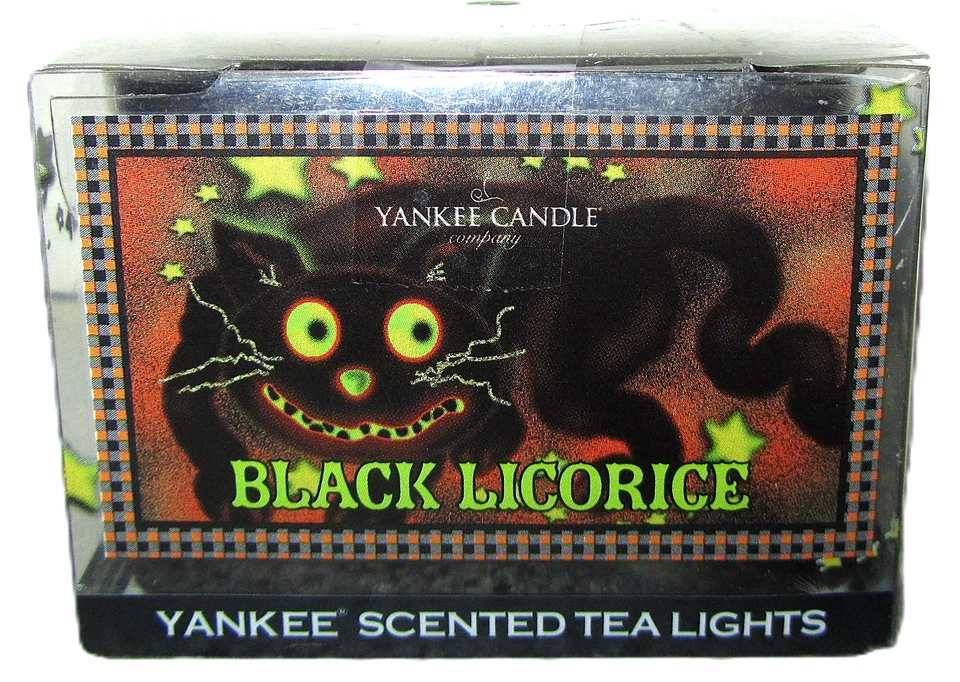 YANKEE CANDLE®
company
BLACK LICORICE
YANKEE® SCENTED TEA LIGHTS